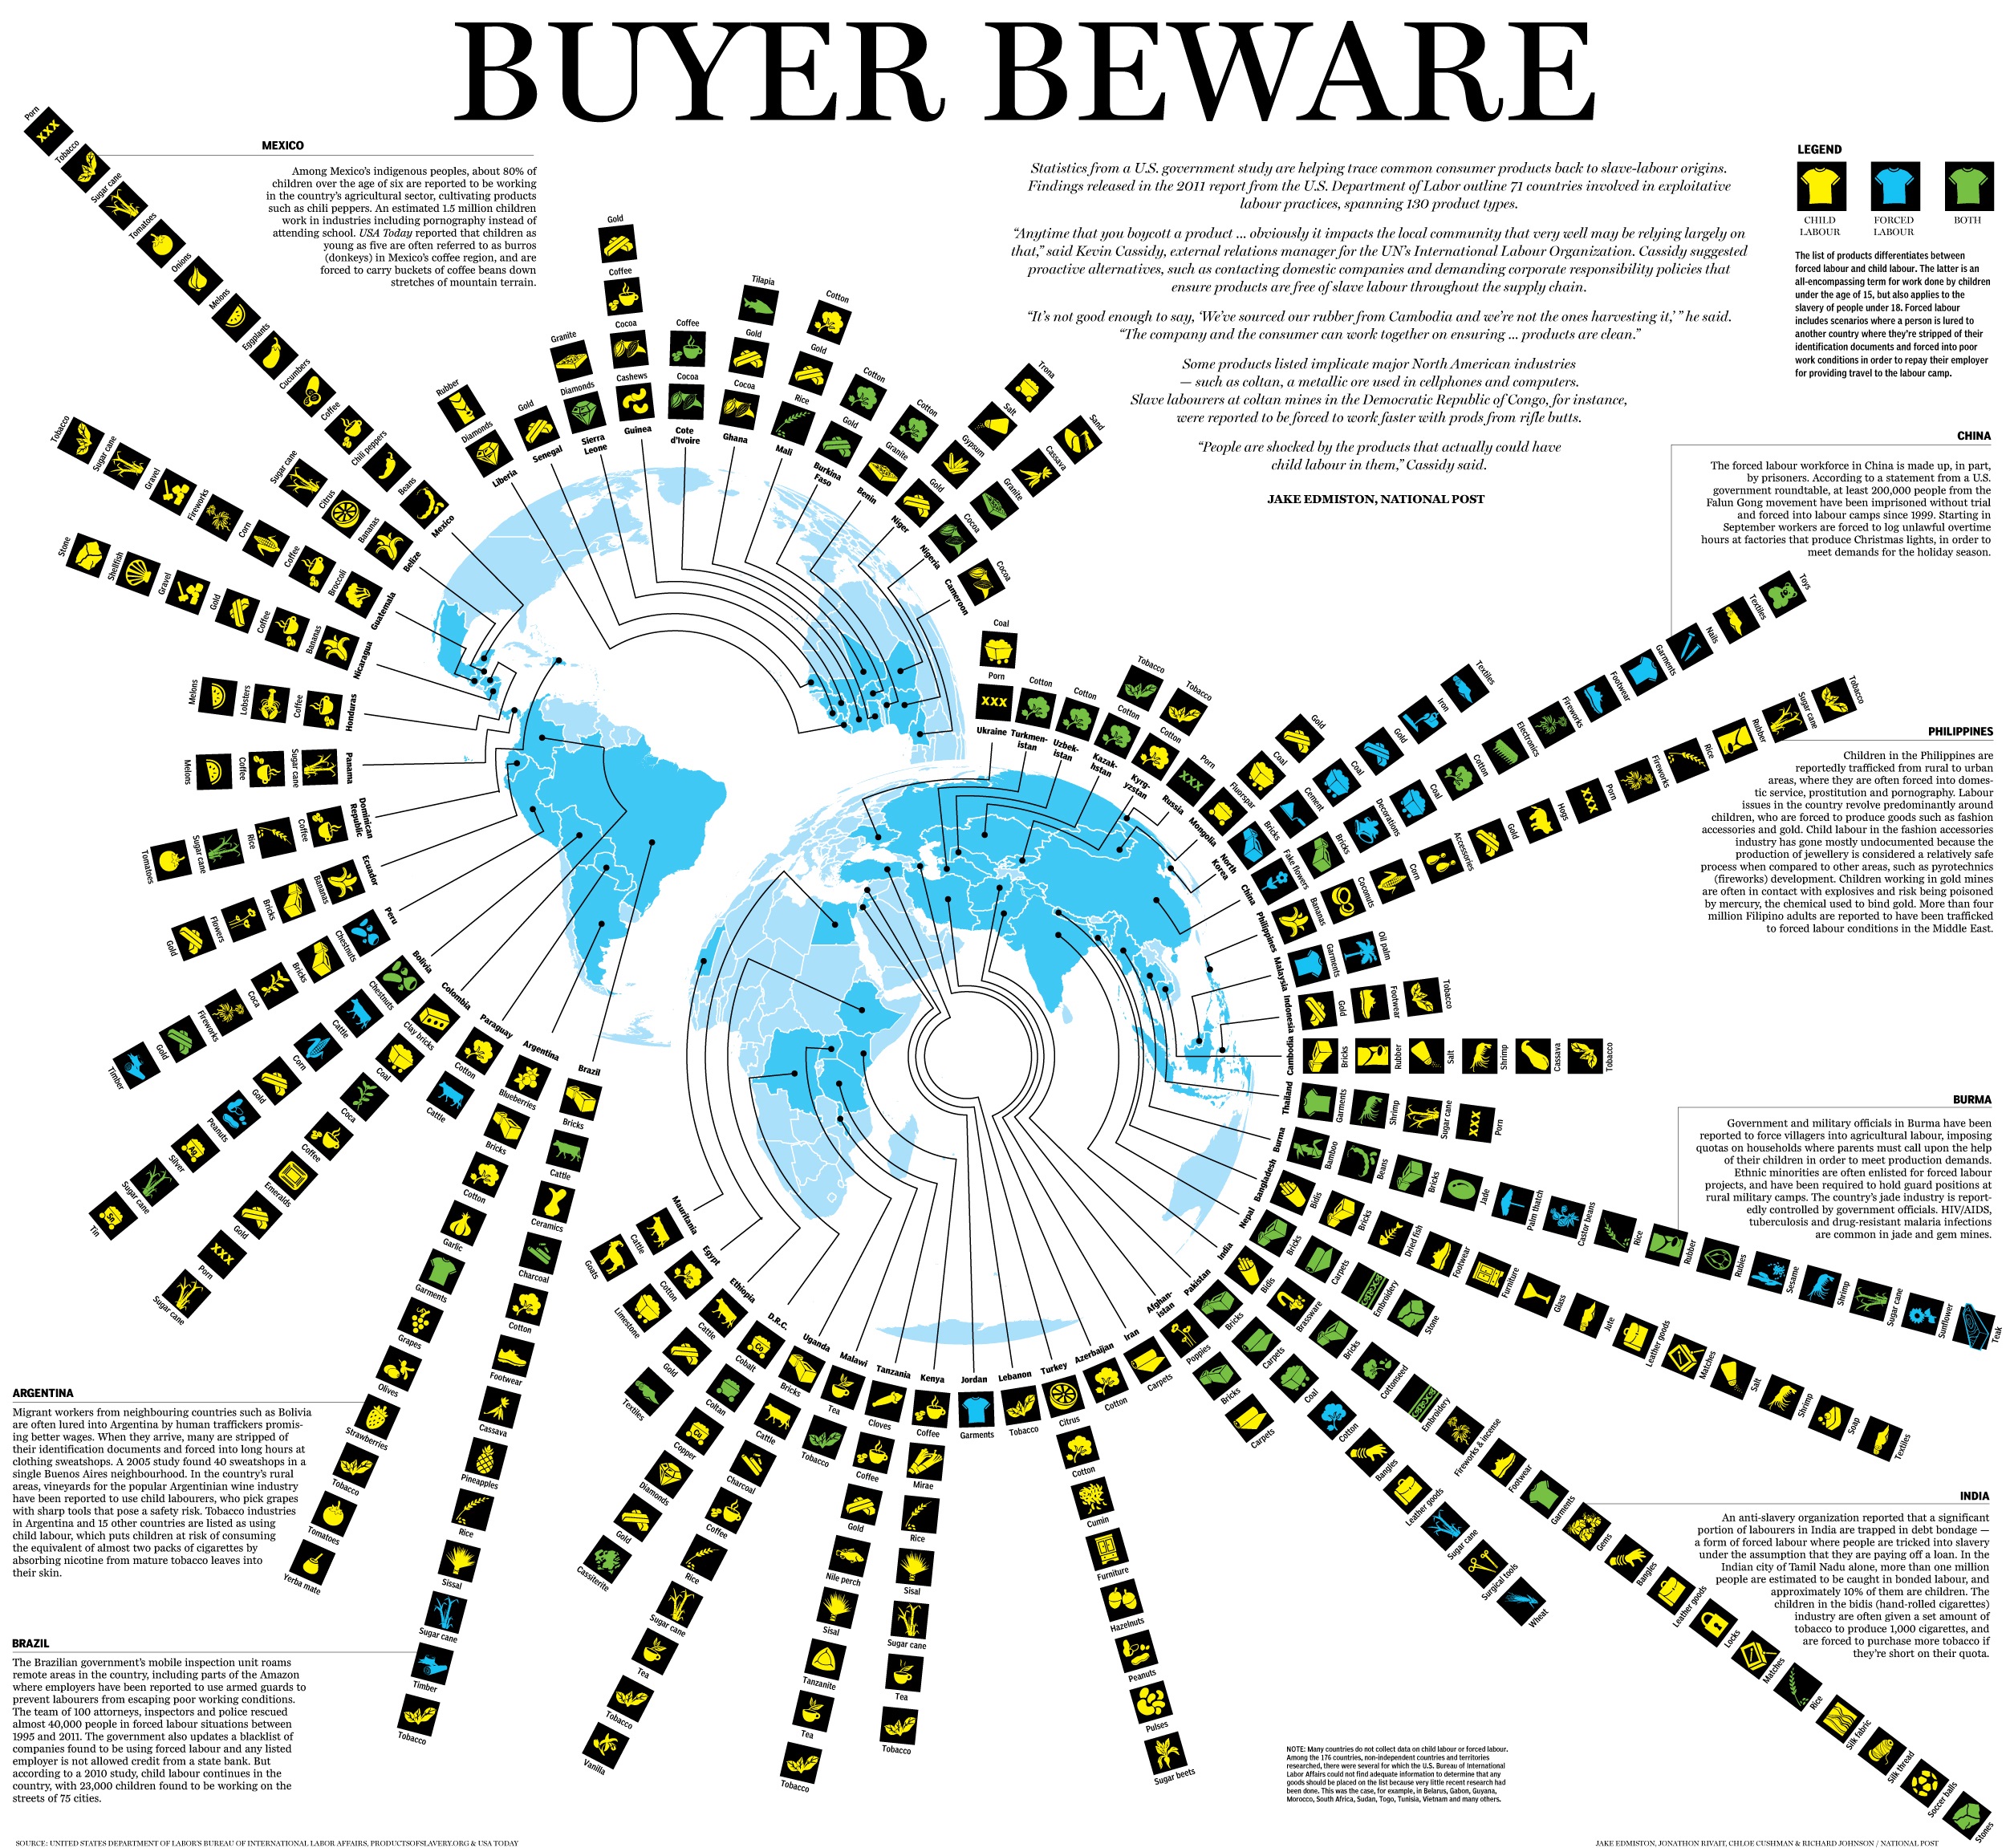 BUYER BEWARE
MEXICO
Among Mexico's indigenous peoples, about 80% of
children over the age of six are reported to be working
in the country's agricultural sector, cultivating products
such as chili peppers. An estimated 1.5 million children
work in industries including pornography instead of
attending school. USA Today reported that children as
young as five are often referred to as burros
(donkeys) in Mexico's coffee region, and are
forced to carry buckets of coffee beans down
stretches of mountain terrain.
Statistics from a U.S. government study are helping trace common consumer products back to slave-labour origins.
Findings released in the 2011 report from the U.S. Department of Labor outline 71 countries involved in exploitative
labour practices, spanning 130 product types.
“Anytime that you boycott a product ... obviously it impacts the local community that very well may be relying largely on
that,” said Kevin Cassidy, external relations manager for the UN's International Labour Organization. Cassidy suggested
proactive alternatives, such as contacting domestic companies and demanding corporate responsibility policies that
ensure products are free of slave labour throughout the supply chain.
“It's not good enough to say, ‘We've sourced our rubber from Cambodia and we're not the ones harvesting it,’ ” he said.
“The company and the consumer can work together on ensuring ... products are clean.”
Some products listed implicate major North American industries
— such as coltan, a metallic ore used in cellphones and computers.
Slave labourers at coltan mines in the Democratic Republic of Congo, for instance,
were reported to be forced to work faster with prods from rifle butts.
“People are shocked by the products that actually could have
child labour in them,” Cassidy said.
JAKE EDMISTON, NATIONAL POST
LEGEND
CHILD
LABOUR
FORCED
LABOUR
BOTH
The list of products differentiates between
forced labour and child labour. The latter is an
all-encompassing term for work done by children
under the age of 15, but also applies to the
slavery of people under 18. Forced labour
includes scenarios where a person is lured to
another country where they're stripped of their
identification documents and forced into poor
work conditions in order to repay their employer
for providing travel to the labour camp.
CHINA
The forced labour workforce in China is made up, in part,
by prisoners. According to a statement from a U.S.
government roundtable, at least 200,000 people from the
Falun Gong movement have been imprisoned without trial
and forced into labour camps since 1999. Starting in
September workers are forced to log unlawful overtime
hours at factories that produce Christmas lights, in order to
meet demands for the holiday season.
PHILIPPINES
Children in the Philippines are
reportedly trafficked from rural to urban
areas, where they are often forced into domes-
tic service, prostitution and pornography. Labour
issues in the country revolve predominantly around
children, who are forced to produce goods such as fashion
accessories and gold. Child labour in the fashion accessories
industry has gone mostly undocumented because the
production of jewellery is considered a relatively safe
process when compared to other areas, such as pyrotechnics
(fireworks) development. Children working in gold mines
are often in contact with explosives and risk being poisoned
by mercury, the chemical used to bind gold. More than four
million Filipino adults are reported to have been trafficked
to forced labour conditions in the Middle East.
BURMA
Government and military officials in Burma have been
reported to force villagers into agricultural labour, imposing
quotas on households where parents must call upon the help
of their children in order to meet production demands.
Ethnic minorities are often enlisted for forced labour
projects, and have been required to hold guard positions at
rural military camps. The country's jade industry is report-
edly controlled by government officials. HIV/AIDS,
tuberculosis and drug-resistant malaria infections
are common in jade and gem mines.
INDIA
An anti-slavery organization reported that a significant
portion of labourers in India are trapped in debt bondage —
a form of forced labour where people are tricked into slavery
under the assumption that they are paying off a loan. In the
Indian city of Tamil Nadu alone, more than one million
people are estimated to be caught in bonded labour, and
approximately 10% of them are children. The
children in the bidis (hand-rolled cigarettes)
industry are often given a set amount of
tobacco to produce 1,000 cigarettes, and
are forced to purchase more tobacco if
they're short on their quota.
ARGENTINA
Migrant workers from neighbouring countries such as Bolivia
are often lured into Argentina by human traffickers promis-
ing better wages. When they arrive, many are stripped of
their identification documents and forced into long hours at
clothing sweatshops. A 2005 study found 40 sweatshops in a
single Buenos Aires neighbourhood. In the country's rural
areas, vineyards for the popular Argentinian wine industry
have been reported to use child labourers, who pick grapes
with sharp tools that pose a safety risk. Tobacco industries
in Argentina and 15 other countries are listed as using
child labour, which puts children at risk of consuming
the equivalent of almost two packs of cigarettes by
absorbing nicotine from mature tobacco leaves into
their skin.
BRAZIL
The Brazilian government's mobile inspection unit roams
remote areas in the country, including parts of the Amazon
where employers have been reported to use armed guards to
prevent labourers from escaping poor working conditions.
The team of 100 attorneys, inspectors and police rescued
almost 40,000 people in forced labour situations between
1995 and 2011. The government also updates a blacklist of
companies found to be using forced labour and any listed
employer is not allowed credit from a state bank. But
according to a 2010 study, child labour continues in the
country, with 23,000 children found to be working on the
streets of 75 cities.
Porn
XXX
Tobacco
Sugar cane
Tomatoes
Onions
Melons
Eggplants
Cucumbers
Coffee
Chili peppers
Beans
Mexico
Sugar cane
Citrus
Bananas
Belize
Tobacco
Sugar cane
Gravel
Fireworks
Corn
Coffee
Broccoli
Guatemala
Stone
Shellfish
Gravel
Gold
Coffee
Bananas
Nicaragua
Melons
Lobsters
Coffee
Honduras
Melons
Coffee
Sugar cane
Panama
Tomatoes
Sugar cane
Rice
Coffee
Dominican
Republic
Gold
Flowers
Bricks
Bananas
Ecuador
Timber
Gold
Fireworks
Coca
Bricks
Chestnuts
Peru
Tin
Sn
Sugar cane
Silver
Ag
Peanuts
Gold
Corn
Cattle
Chestnuts
Bolivia
Sugar cane
Porn
XXX
Gold
Emeralds
Coffee
Coca
Coal
Clay bricks
Colombia
Paraguay
Cotton
Cattle
Argentina
Blueberries
Bricks
Cotton
Garlic
Garments
Grapes
Olives
Strawberries
Tobacco
Tomatoes
Yerba mate
Brazil
Bricks
Cattle
Ceramics
Charcoal
Cotton
Footwear
Cassava
Pineapples
Rice
Sissal
Sugar cane
Timber
Tobacco
Rubber
Diamonds
Liberia
Gold
Senegal
Granite
Diamonds
Sierra
Leone
Gold
Coffee
Cocoa
Cashews
Guinea
Coffee
Cocoa
Cote
d'Ivoire
Tilapia
Gold
Cocoa
Ghana
Cotton
Gold
Rice
Mali
Cotton
Gold
Burkina
Faso
Cotton
Granite
Benin
Trona
Salt
Gypsum
Gold
Niger
Sand
Cassava
Granite
Cocoa
Nigeria
Cocoa
Cameroon
Coal
Porn
XXX
Ukraine
Cotton
Turkmen-
istan
Cotton
Uzbek-
istan
Tobacco
Cotton
Kazak-
hstan
Tobacco
Cotton
Kyrg-
yzstan
Porn
XXX
Russia
Gold
Coal
Fluorspar
Mongolia
Textiles
Iron
Gold
Coal
Cement
Bricks
North
Korea
Toys
Textiles
Nails
Garments
Footwear
Fireworks
Electronics
Cotton
Coal
Decorations
Bricks
Fake flowers
China
Tobacco
Sugar cane
Rubber
Rice
Fireworks
Porn
XXX
Hogs
Gold
Accessories
Corn
Coconuts
Bananas
Philippines
Malaysia
Garments
Oil palm
Indonesia
Gold
Footwear
Tobacco
Cambodia
Bricks
Rubber
Salt
Shrimp
Cassava
Tobacco
Thailand
Garments
Shrimp
Sugar cane
XXX
Porn
Burma
Bamboo
Beans
Bricks
Jade
Palm thatch
Castor beans
Rice
Rubber
Rubies
Sesame
Shrimp
Sugar cane
Sunflower
Teak
Bangladesh
Bidis
Bricks
Dried fish
Footwear
Furniture
Glass
Jute
Leather goods
Matches
Salt
Shrimp
Soap
Textiles
Nepal
Bricks
Carpets
Embroidery
Stone
India
Bidis
Brassware
Bricks
Cottonseed
Embroidery
Fireworks & incense
Footwear
Garments
Gems
Bangles
Leather goods
Locks
Matches
Rice
Silk fabric
Silk thread
Soccer balls
Stones
Pakistan
Bricks
Carpets
Coal
Cotton
Bangles
Leather goods
Sugar cane
Surgical tools
Wheat
Afghan-
istan
Poppies
Bricks
Carpets
Iran
Carpets
Azerbaijan
Cotton
Turkey
Citrus
Cotton
Cumin
Furniture
Hazelnuts
Peanuts
Pulses
Sugar beets
Lebanon
Tobacco
Jordan
Garments
Kenya
Coffee
Mirae
Rice
Sisal
Sugar cane
Tea
Tobacco
Tanzania
Cloves
Coffee
Gold
Nile perch
Sisal
Tanzanite
Tea
Tobacco
Malawi
Tea
Tobacco
Uganda
Bricks
Cattle
Charcoal
Coffee
Rice
Sugar cane
Tea
Tobacco
Vanilla
D.R.C.
Co
Cobalt
Coltan
Cu
Copper
Diamonds
Gold
Cassiterite
Ethiopia
Cattle
Gold
Textiles
Egypt
Cotton
Limestone
Mauritania
Cattle
Goats
NOTE: Many countries do not collect data on child labour or forced labour.
Among the 176 countries, non-independent countries and territories
researched, there were several for which the U.S. Bureau of International
Labor Affairs could not find adequate information to determine that any
goods should be placed on the list because very little recent research had
been done. This was the case, for example, in Belarus, Gabon, Guyana,
Morocco, South Africa, Sudan, Togo, Tunisia, Vietnam and many others.
SOURCE: UNITED STATES DEPARTMENT OF LABOR'S BUREAU OF INTERNATIONAL LABOR AFFAIRS, PRODUCTSOFSLAVERY.ORG & USA TODAY
JAKE EDMISTON, JONATHON RIVAIT, CHLOE CUSHMAN & RICHARD JOHNSON / NATIONAL POST